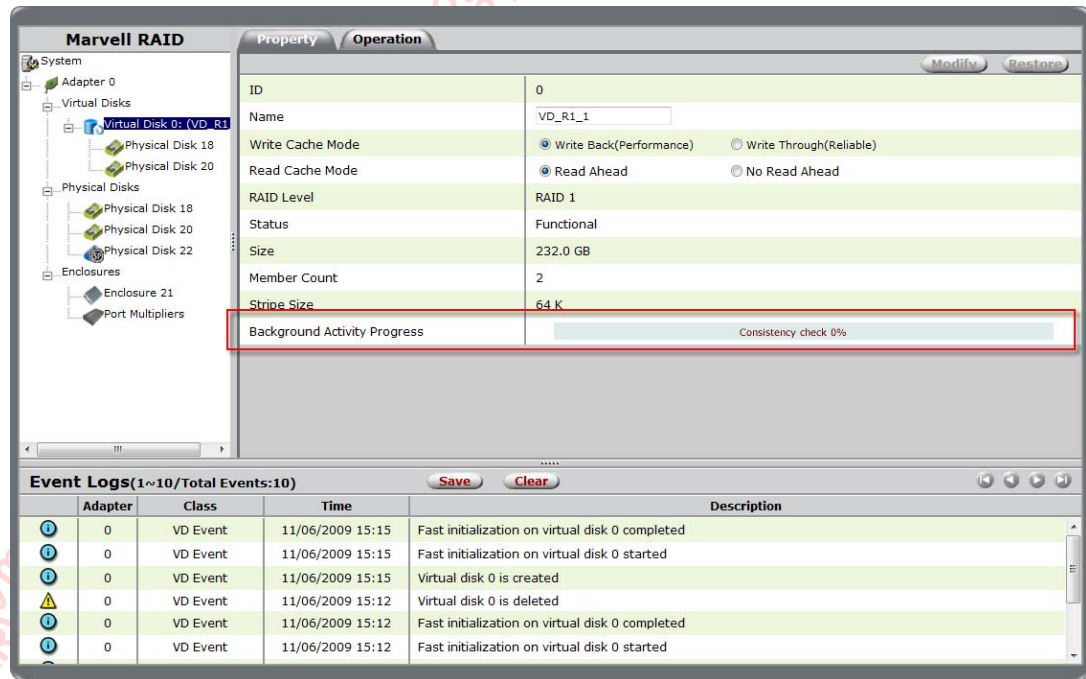 Marvell RAID
Property Operation
Modify Restore
System
Adapter 0
Virtual Disks
Virtual Disk 0: (VD_R1
Physical Disk 18
Physical Disk 20
Physical Disks
Physical Disk 18
Physical Disk 20
Physical Disk 22
Enclosures
Enclosure 21
Port Multipliers
ID 0
Name VD_R1_1
Write Cache Mode Write Back(Performance) Write Through(Reliable)
Read Cache Mode Read Ahead No Read Ahead
RAID Level RAID 1
Status Functional
Size 232.0 GB
Member Count 2
Stripe Size 64 K
Background Activity Progress Consistency check 0%
Event Logs(1~10/Total Events:10) Save Clear
Adapter Class Time Description
0 VD Event 11/06/2009 15:15 Fast initialization on virtual disk 0 completed
0 VD Event 11/06/2009 15:15 Fast initialization on virtual disk 0 started
0 VD Event 11/06/2009 15:15 Virtual disk 0 is created
0 VD Event 11/06/2009 15:12 Virtual disk 0 is deleted
0 VD Event 11/06/2009 15:12 Fast initialization on virtual disk 0 completed
0 VD Event 11/06/2009 15:12 Fast initialization on virtual disk 0 started